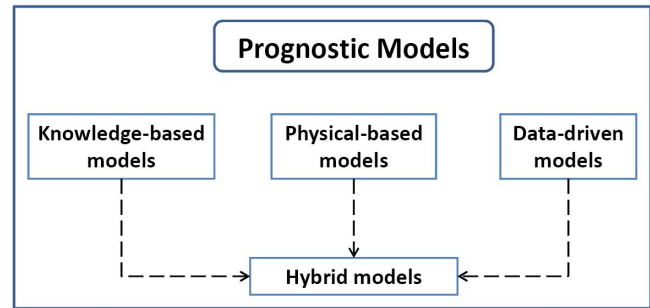 Prognostic Models
Knowledge-based
models
Physical-based
models
Data-driven
models
Hybrid models